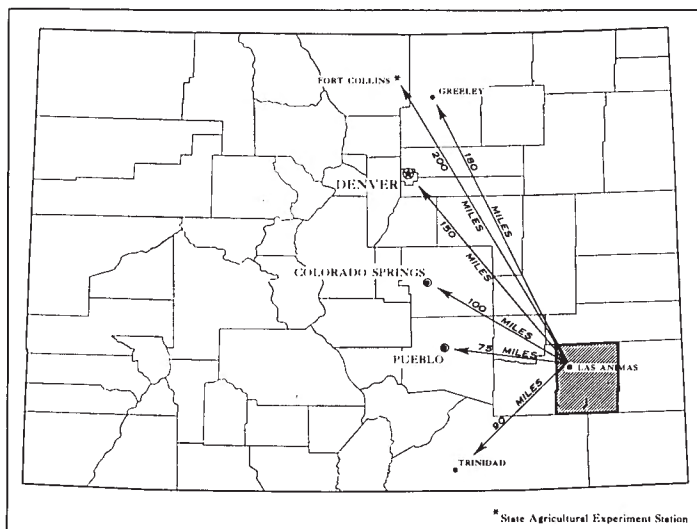 FORT COLLINS *
GREELEY
DENVER
200 MILES
180 MILES
150 MILES
COLORADO SPRINGS
100 MILES
PUEBLO
75 MILES
LAS ANIMAS
90 MILES
TRINIDAD
* State Agricultural Experiment Station